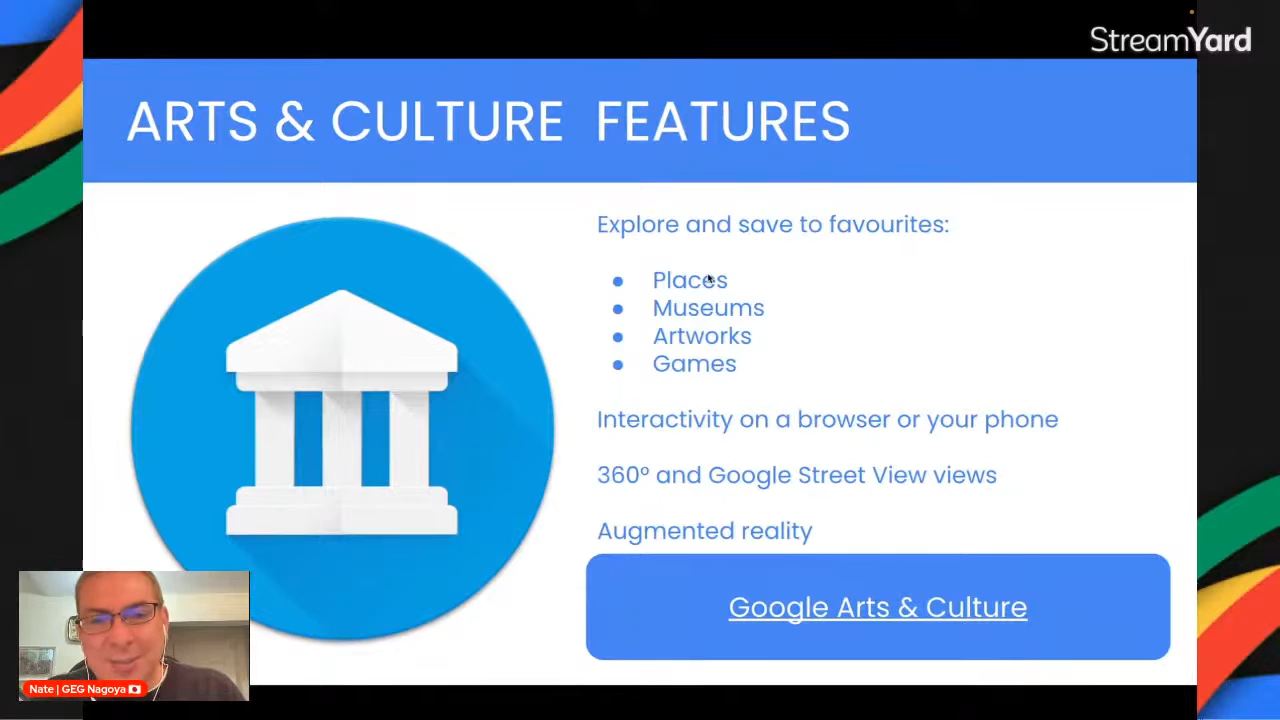 StreamYard
ARTS & CULTURE FEATURES
Explore and save to favourites:
● Places
● Museums
● Artworks
● Games
Interactivity on a browser or your phone
360° and Google Street View views
Augmented reality
Google Arts & Culture
Nate | GEG Nagoya 🇯🇵